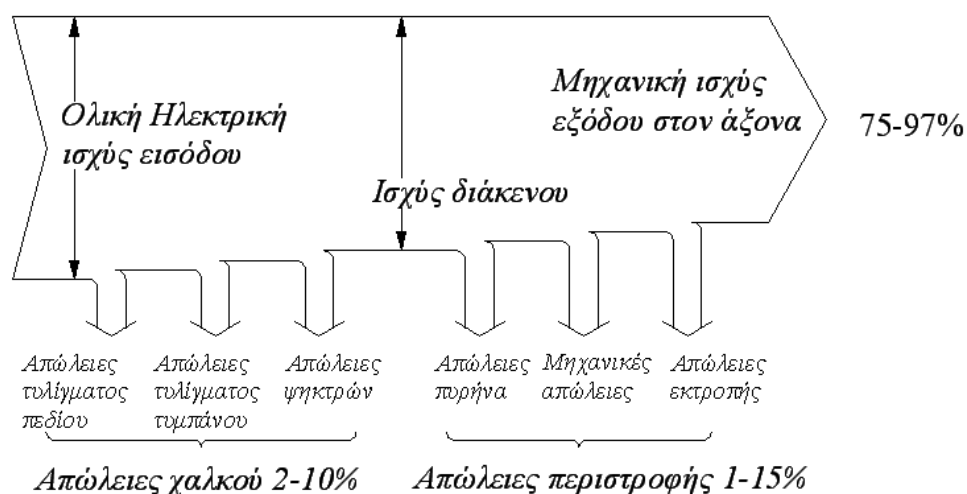 Ολική Ηλεκτρική
ισχύς εισόδου
Ισχύς διάκενου
Μηχανική ισχύς
εξόδου στον άξονα
75-97%
Απώλειες
τυλίγματος
πεδίου
Απώλειες
τυλίγματος
τυμπάνου
Απώλειες
ψηκτρών
Απώλειες
πυρήνα
Μηχανικές
απώλειες
Απώλειες
εκτροπής
Απώλειες χαλκού 2-10%
Απώλειες περιστροφής 1-15%